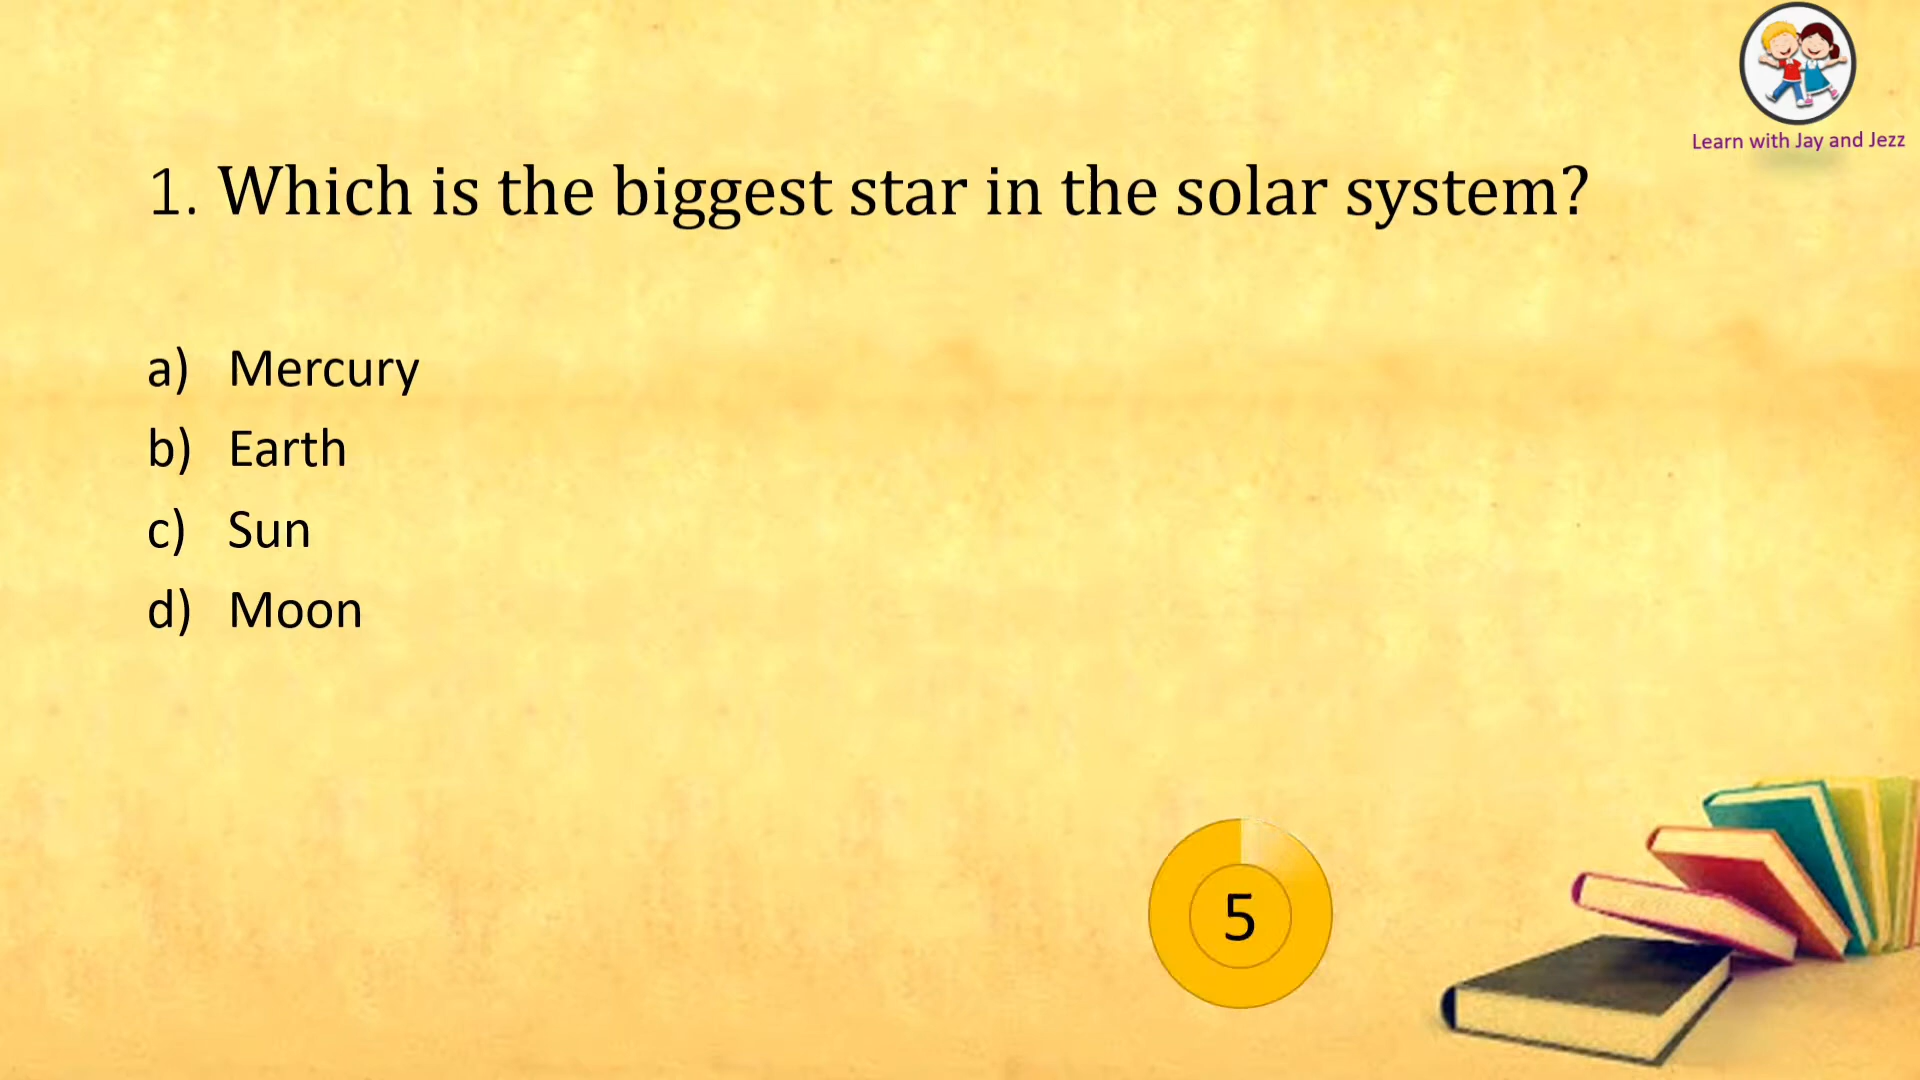 Learn with Jay and Jezz
1. Which is the biggest star in the solar system?
a) Mercury
b) Earth
c) Sun
d) Moon
5